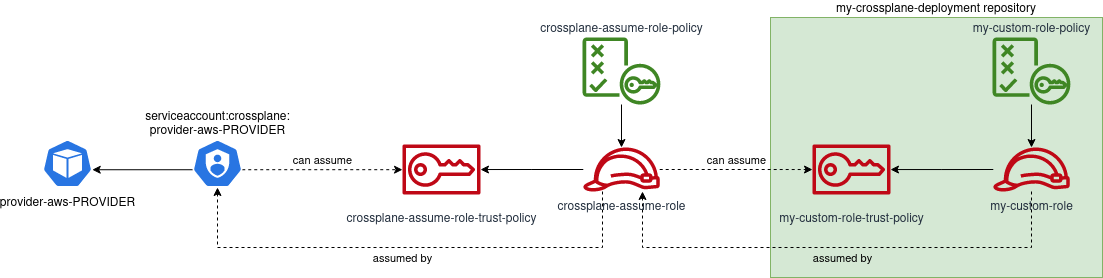 my-crossplane-deployment repository
crossplane-assume-role-policy
my-custom-role-policy
serviceaccount:crossplane:
provider-aws-PROVIDER
can assume
can assume
provider-aws-PROVIDER
crossplane-assume-role-trust-policy
crossplane-assume-role
my-custom-role-trust-policy
my-custom-role
assumed by
assumed by